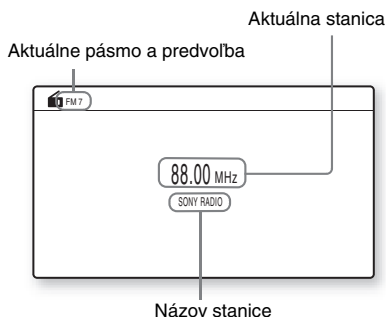 Aktuálna stanica
Aktuálne pásmo a predvoľba
FM 7
88.00 MHz
SONY RADIO
Názov stanice